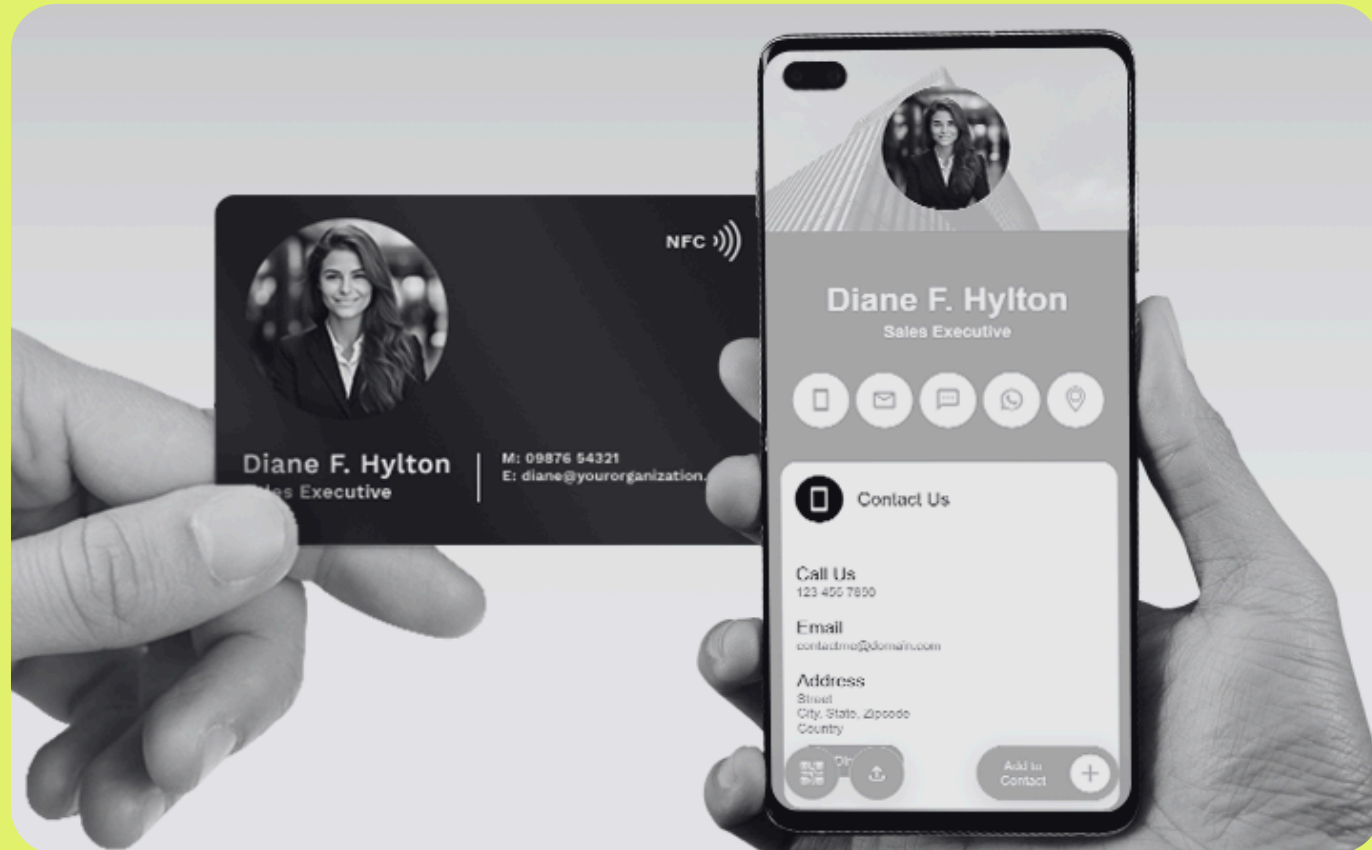 NFC
Diane F. Hylton
es Executive
M: 09876 54321
E: diane@yourorganization.
Diane F. Hylton
Sales Executive
Contact Us
Call Us
123 456 7890
Email
contactme@domain.com
Address
Street
City, State, Zipcode
Country
Add to
Contact